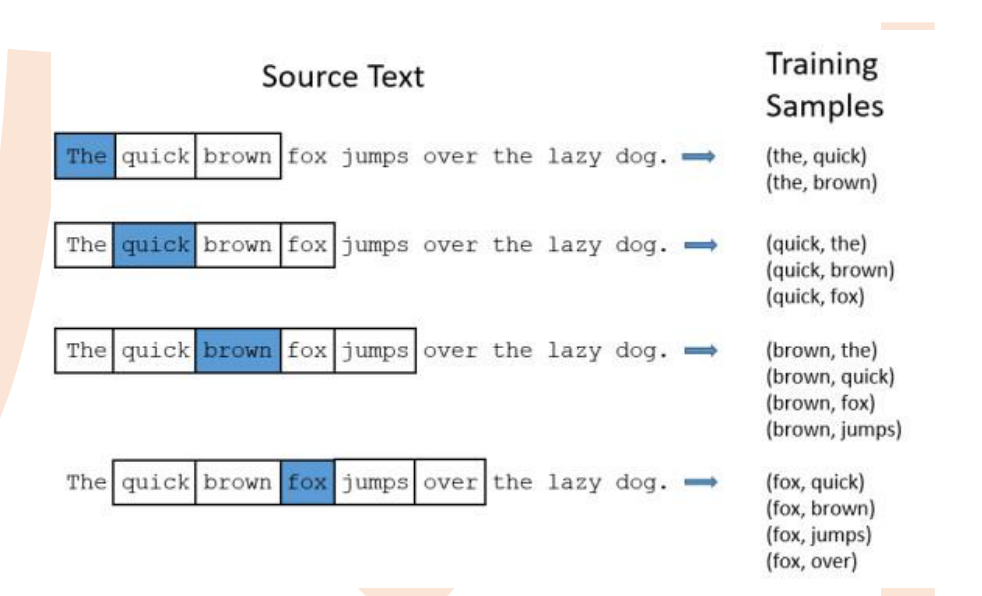 Source Text
Training
Samples
The quick brown fox jumps over the lazy dog.
(the, quick)
(the, brown)
The quick brown fox jumps over the lazy dog.
(quick, the)
(quick, brown)
(quick, fox)
The quick brown fox jumps over the lazy dog.
(brown, the)
(brown, quick)
(brown, fox)
(brown, jumps)
The quick brown fox jumps over the lazy dog.
(fox, quick)
(fox, brown)
(fox, jumps)
(fox, over)